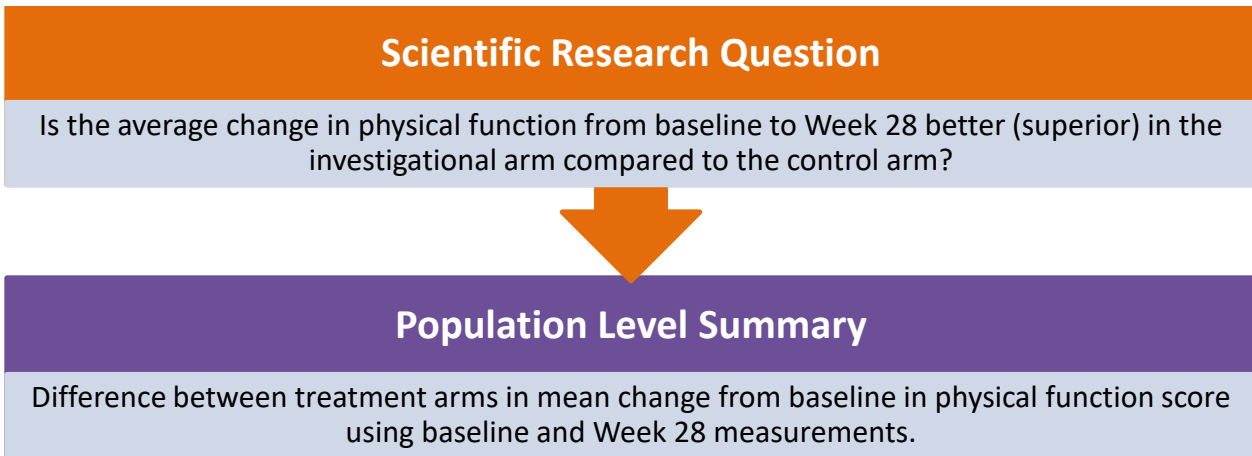 Scientific Research Question
Is the average change in physical function from baseline to Week 28 better (superior) in the
investigational arm compared to the control arm?
Population Level Summary
Difference between treatment arms in mean change from baseline in physical function score
using baseline and Week 28 measurements.